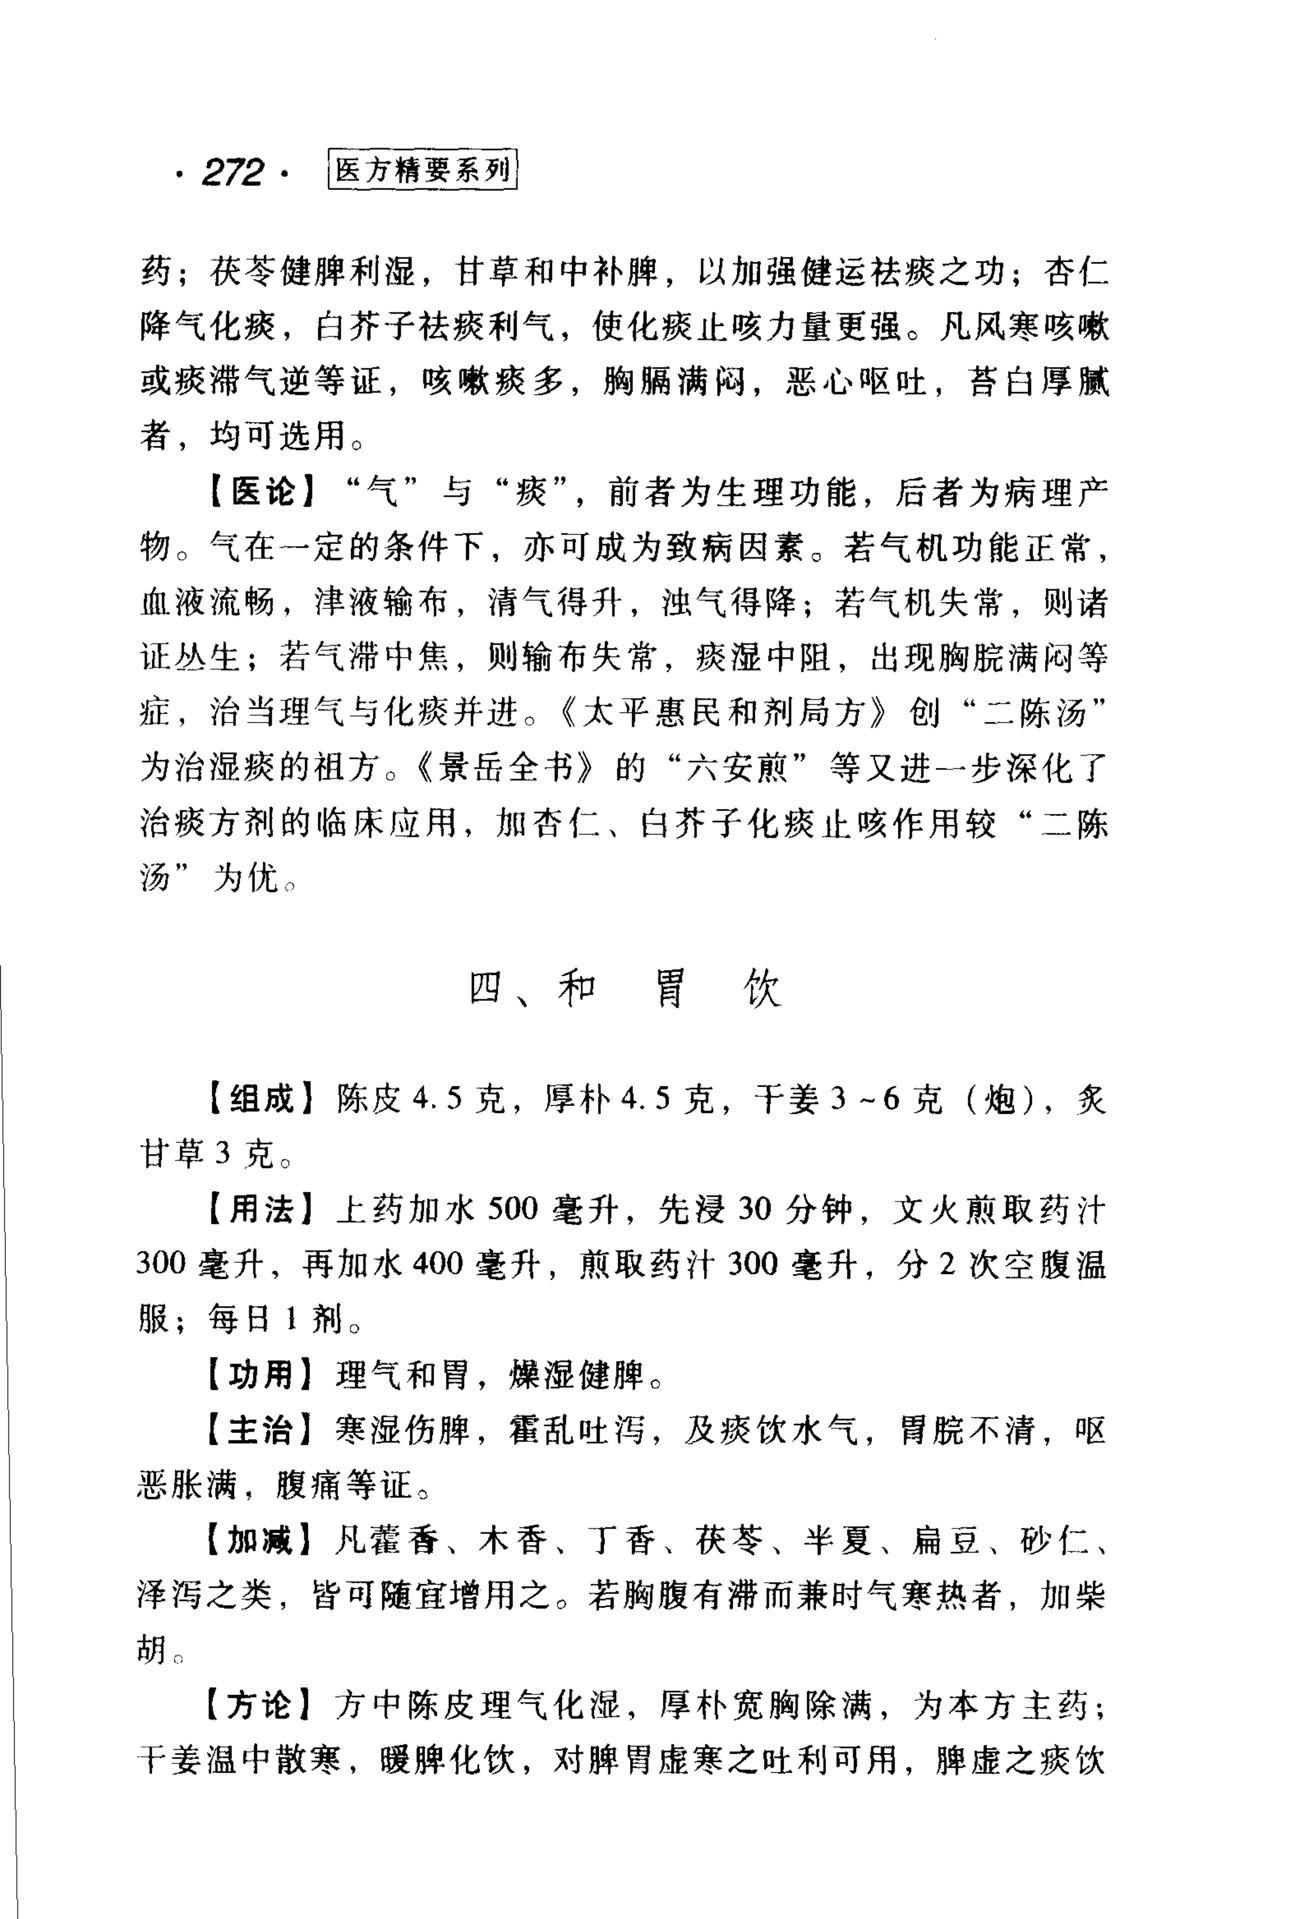 ·272· 医方精要系列
药；茯苓健脾利湿，甘草和中补脾，以加强健运祛痰之功；杏仁
降气化痰，白芥子祛痰利气，使化痰止咳力量更强。凡风寒咳嗽
或痰滞气逆等证，咳嗽痰多，胸膈满闷，恶心呕吐，苔白厚腻
者，均可选用。
【医论】“气”与“痰”，前者为生理功能，后者为病理产
物。气在一定的条件下，亦可成为致病因素。若气机功能正常，
血液流畅，津液输布，清气得升，浊气得降；若气机失常，则诸
证丛生；若气滞中焦，则输布失常，痰湿中阻，出现胸脘满闷等
症，治当理气与化痰并进。《太平惠民和剂局方》创“二陈汤”
为治湿痰的祖方。《景岳全书》的“六安煎”等又进一步深化了
治痰方剂的临床应用，加杏仁、白芥子化痰止咳作用较“二陈
汤”为优。
四、和胃饮
【组成】陈皮4.5克，厚朴4.5克，干姜3~6克（炮），炙
甘草3克。
【用法】上药加水500毫升，先浸30分钟，文火煎取药汁
300毫升，再加水400毫升，煎取药汁300毫升，分2次空腹温
服；每日1剂。
【功用】理气和胃，燥湿健脾。
【主治】寒湿伤脾，霍乱吐泻，及痰饮水气，胃脘不清，呕
恶胀满，腹痛等证。
【加减】凡藿香、木香、丁香、茯苓、半夏、扁豆、砂仁、
泽泻之类，皆可随宜增用之。若胸腹有滞而兼时气寒热者，加柴
胡。
【方论】方中陈皮理气化湿，厚朴宽胸除满，为本方主药；
干姜温中散寒，暖脾化饮，对脾胃虚寒之吐利可用，脾虚之痰饮